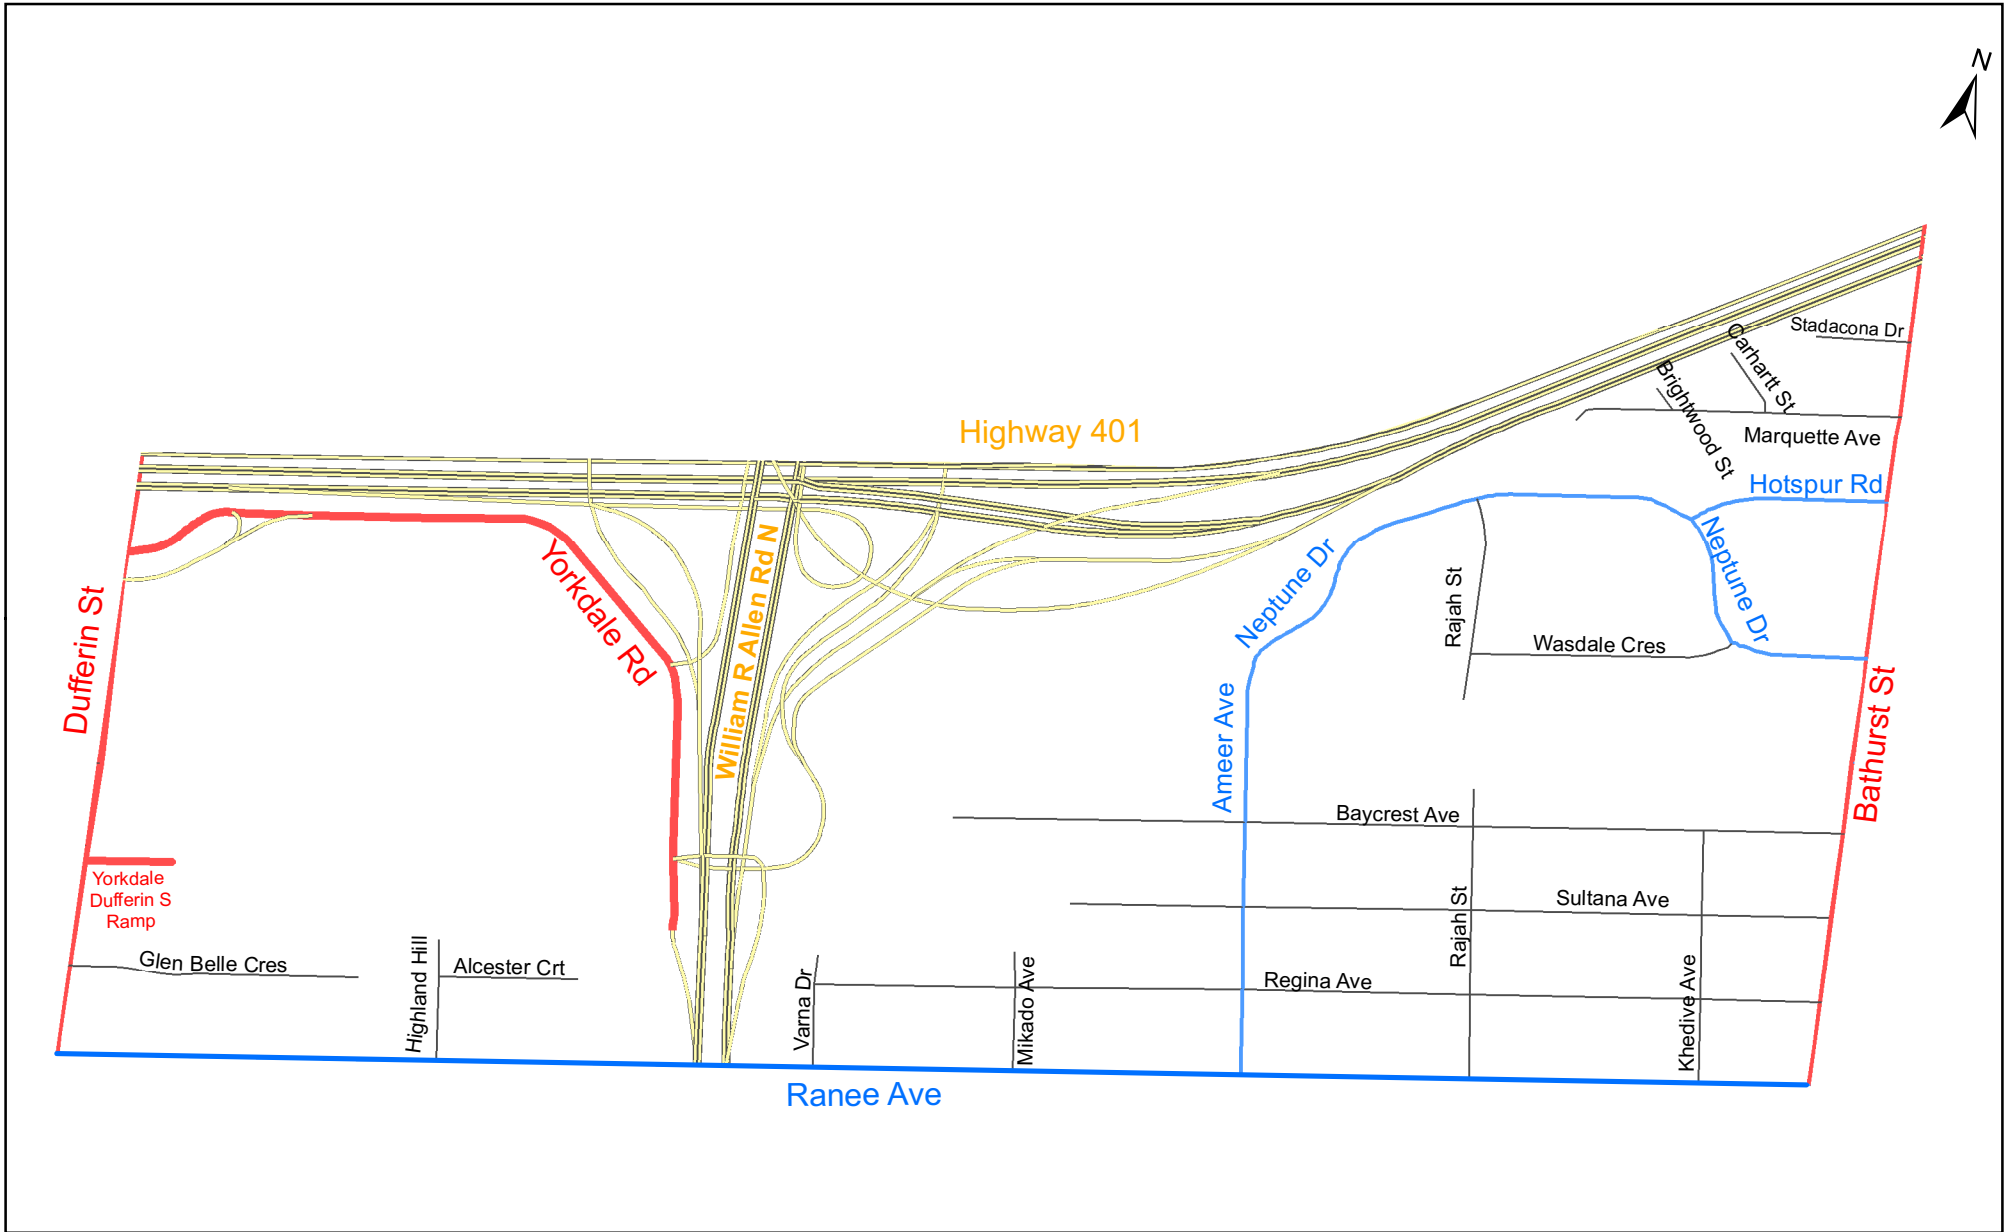 N
Stadacona Dr
Carhartt St
Brightwood St
Highway 401
Marquette Ave
Hotspur Rd
Neptune Dr
Neptune Dr
Yorkdale Rd
William R Allen Rd N
Dufferin St
Rajah St
Wasdale Cres
Ameer Ave
Bathurst St
Baycrest Ave
Yorkdale
Dufferin S
Ramp
Sultana Ave
Rajah St
Glen Belle Cres
Highland Hill
Alcester Crt
Varna Dr
Mikado Ave
Regina Ave
Khedive Ave
Ranee Ave